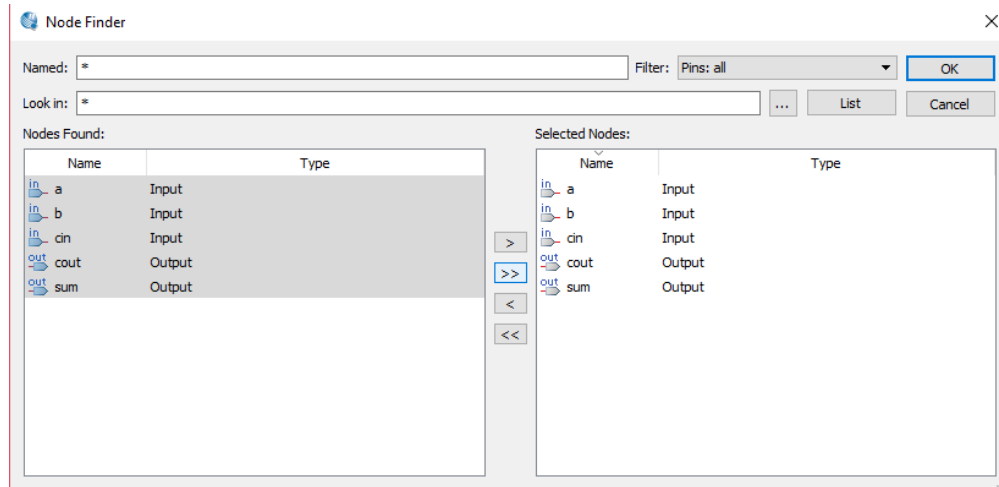 Node Finder
Named: * Filter: Pins: all OK
Look in: * ... List Cancel
Nodes Found: Selected Nodes:
Name Type Name Type
in a Input in a Input
in b Input in b Input
in cin Input in cin Input
>
out cout Output out cout Output
>>
out sum Output out sum Output
<
<<